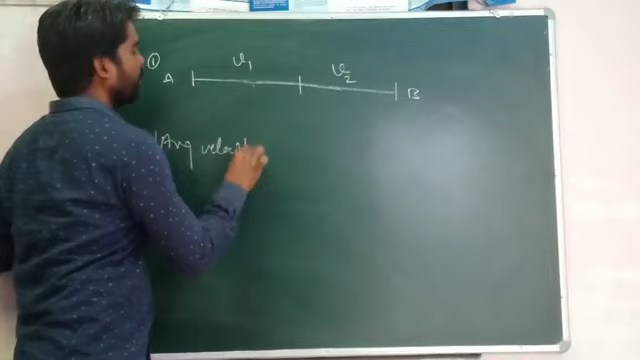 ①
v₁ v₂
A B
Avg veloci